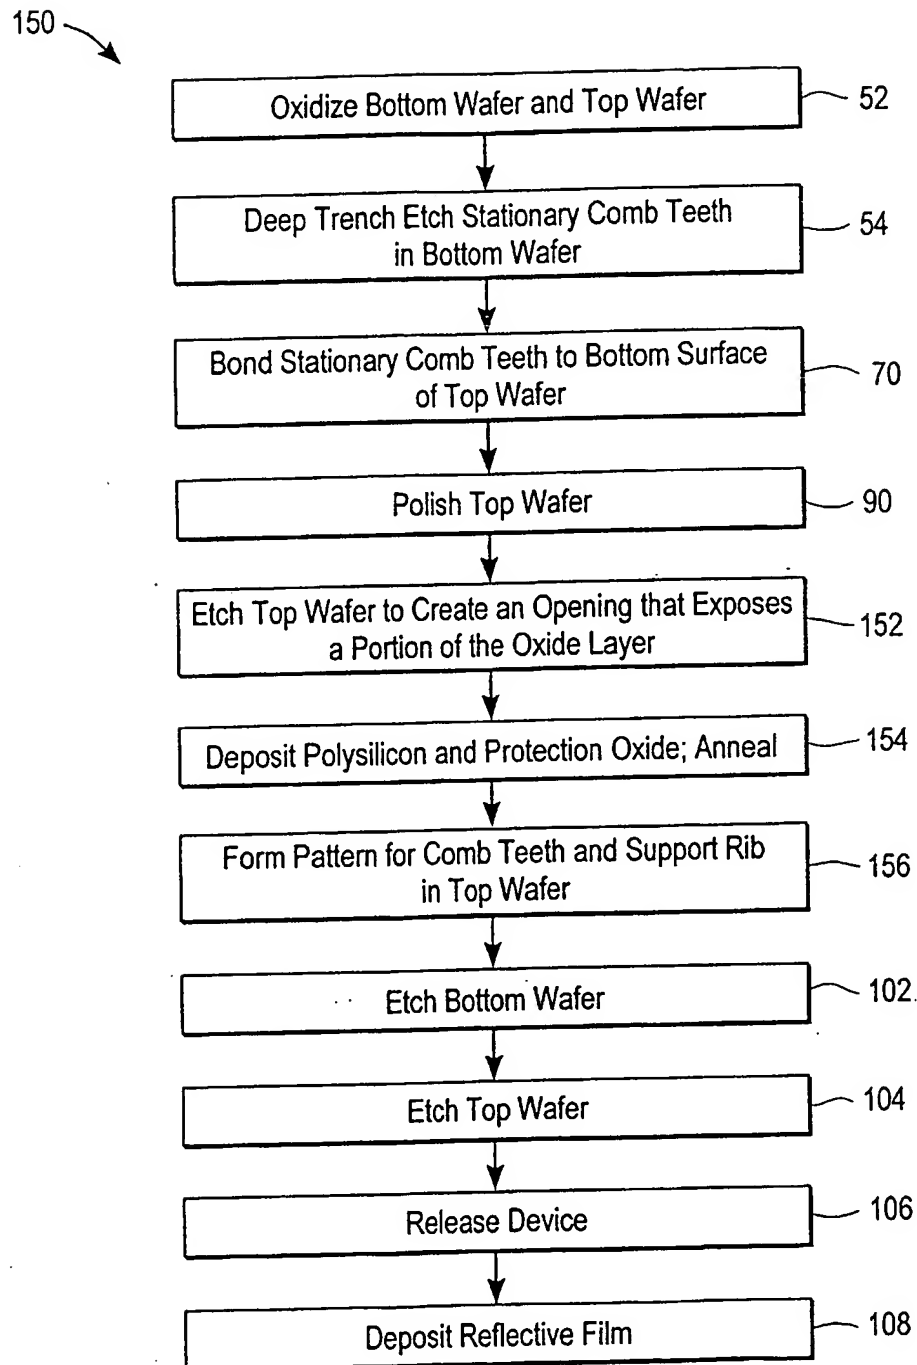 150
Oxidize Bottom Wafer and Top Wafer
52
Deep Trench Etch Stationary Comb Teeth
in Bottom Wafer
54
Bond Stationary Comb Teeth to Bottom Surface
of Top Wafer
70
Polish Top Wafer
90
Etch Top Wafer to Create an Opening that Exposes
a Portion of the Oxide Layer
152
Deposit Polysilicon and Protection Oxide; Anneal
154
Form Pattern for Comb Teeth and Support Rib
in Top Wafer
156
Etch Bottom Wafer
102
Etch Top Wafer
104
Release Device
106
Deposit Reflective Film
108